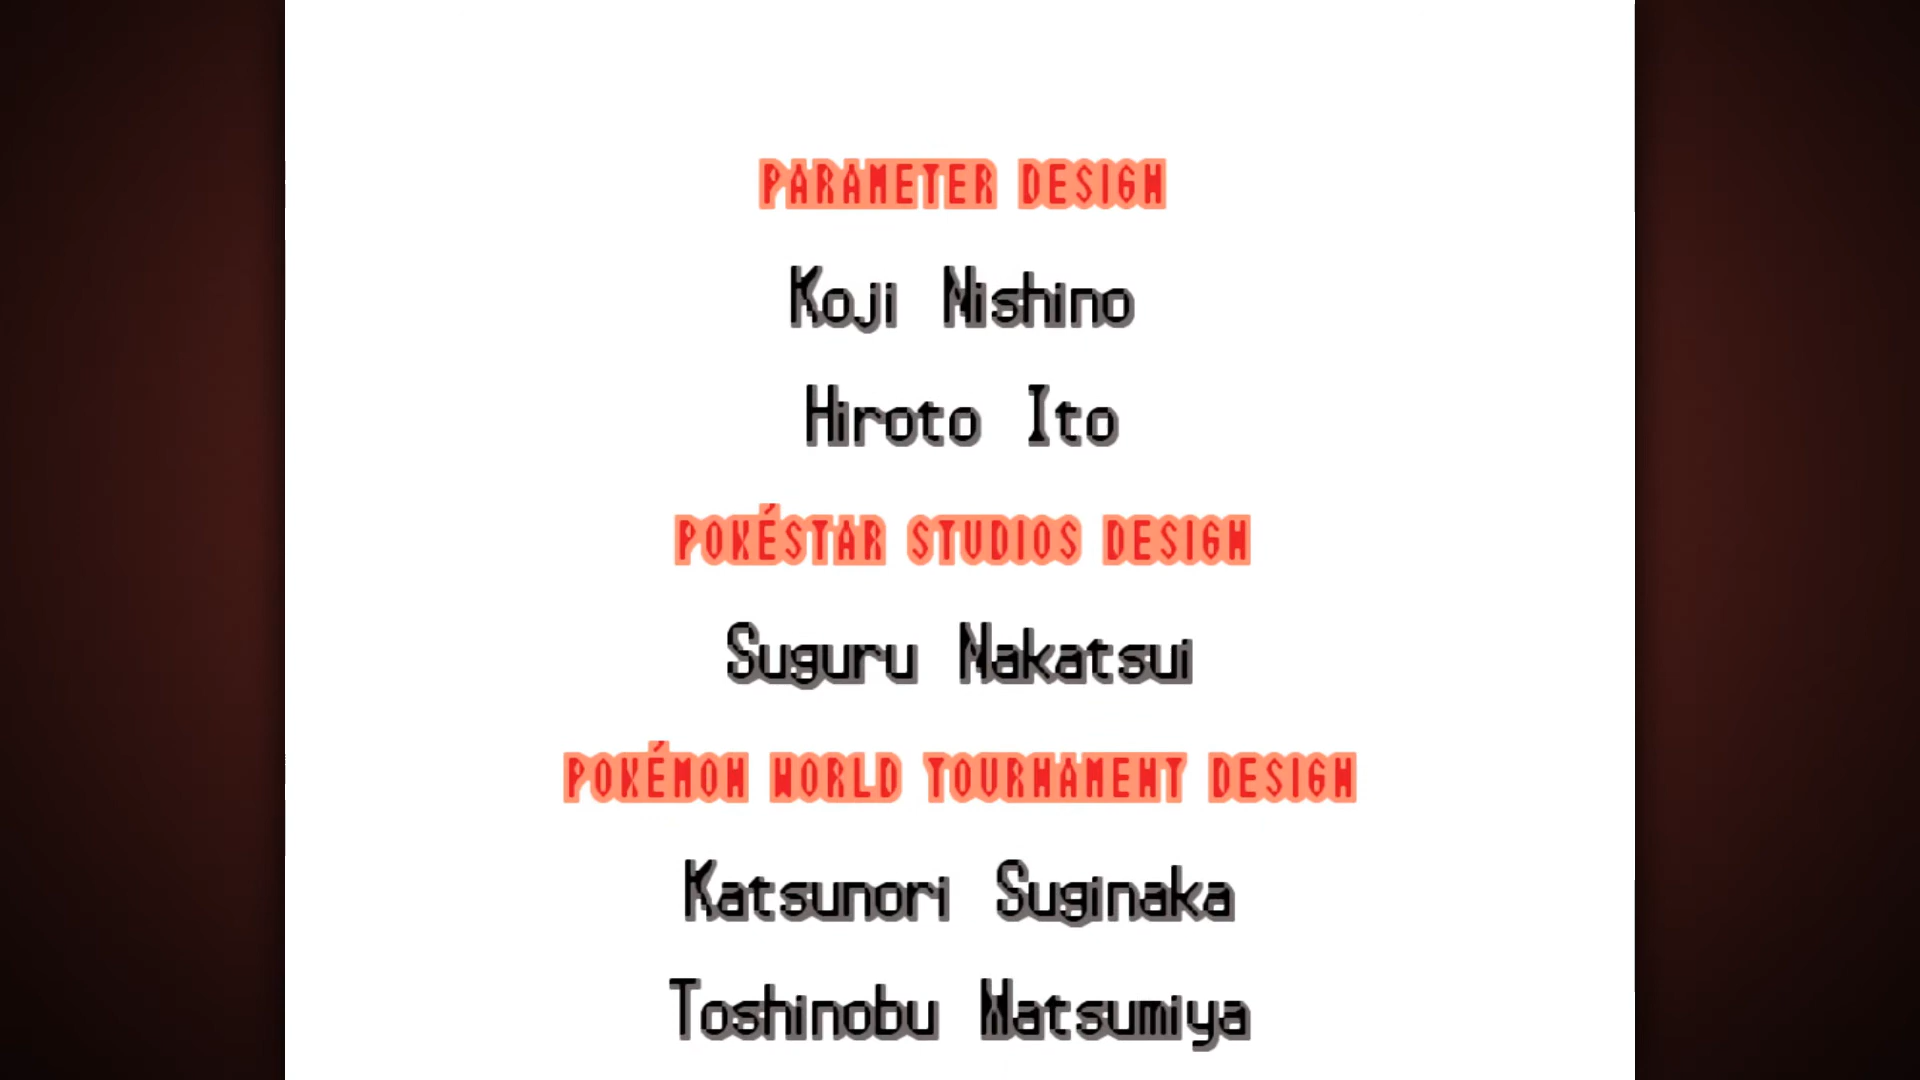 PARAMETER DESIGN
Koji Nishino
Hiroto Ito
POKÉSTAR STUDIOS DESIGN
Suguru Nakatsui
POKÉMON WORLD TOURNAMENT DESIGN
Katsunori Suginaka
Toshinobu Matsumiya